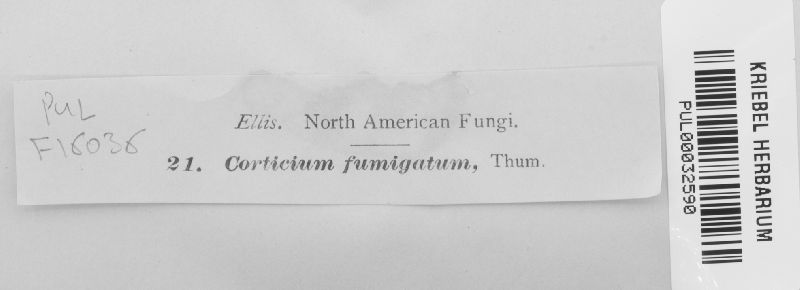 PUL
F16036
Ellis. North American Fungi.
21. Corticium fumigatum, Thum.
KRIEBEL HERBARIUM
PUL00032590